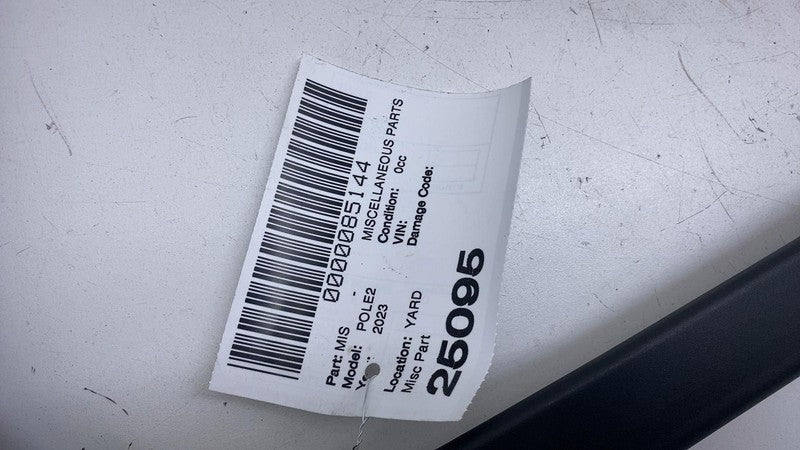 0000085144
Part: MIS - MISCELLANEOUS PARTS
Model: POLE2 Condition: 0cc
2023 VIN:
Damage Code:
Location: YARD
Misc Part
25095